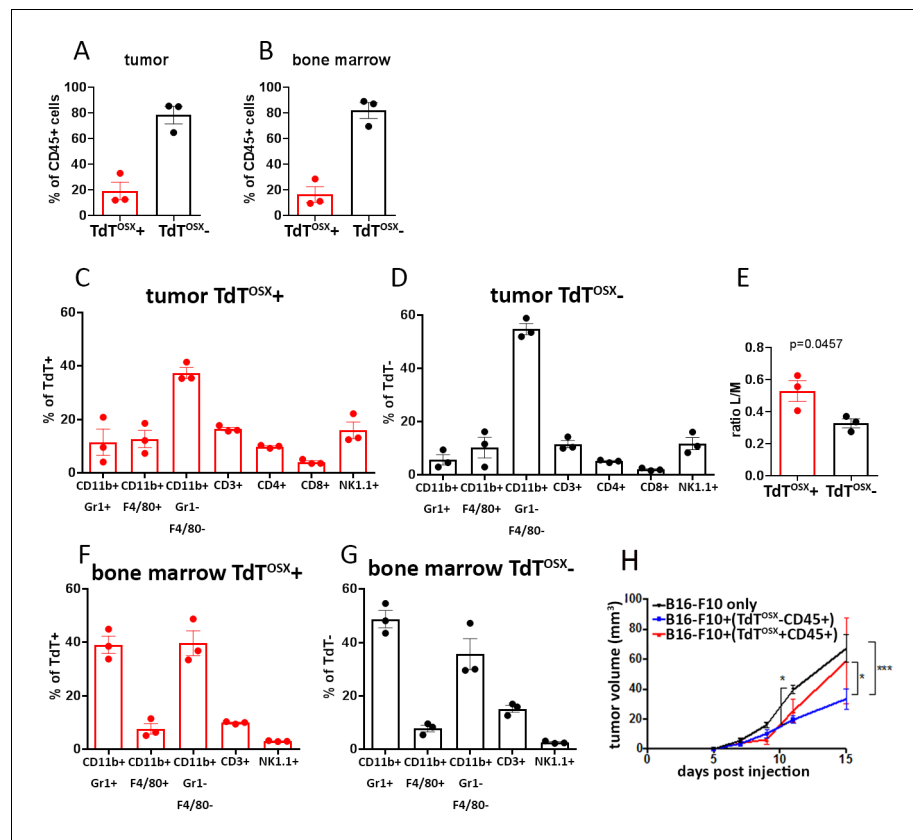 A
tumor
% of CD45+ cells
100
80
60
40
20
0
TdT^OSX+ TdT^OSX-
B
bone marrow
% of CD45+ cells
100
80
60
40
20
0
TdT^OSX+ TdT^OSX-
C
tumor TdT^OSX+
% of TdT+
60
40
20
0
CD11b+ CD11b+ CD11b+ CD3+ CD4+ CD8+ NK1.1+
Gr1+ F4/80+ Gr1-
F4/80-
D
tumor TdT^OSX-
% of TdT-
60
40
20
0
CD11b+ CD11b+ CD11b+ CD3+ CD4+ CD8+ NK1.1+
Gr1+ F4/80+ Gr1-
F4/80-
E
p=0.0457
ratio L/M
0.8
0.6
0.4
0.2
0
TdT^OSX+ TdT^OSX-
F
bone marrow TdT^OSX+
% of TdT+
60
40
20
0
CD11b+ CD11b+ CD11b+ CD3+ NK1.1+
Gr1+ F4/80+ Gr1-
F4/80-
G
bone marrow TdT^OSX-
% of TdT-
60
40
20
0
CD11b+ CD11b+ CD11b+ CD3+ NK1.1+
Gr1+ F4/80+ Gr1-
F4/80-
H
tumor volume (mm³)
100
80
60
40
20
0
B16-F10 only
B16-F10+(TdT^OSX-CD45+)
B16-F10+(TdT^OSX+CD45+)
*
*
***
0 5 10 15
days post injection